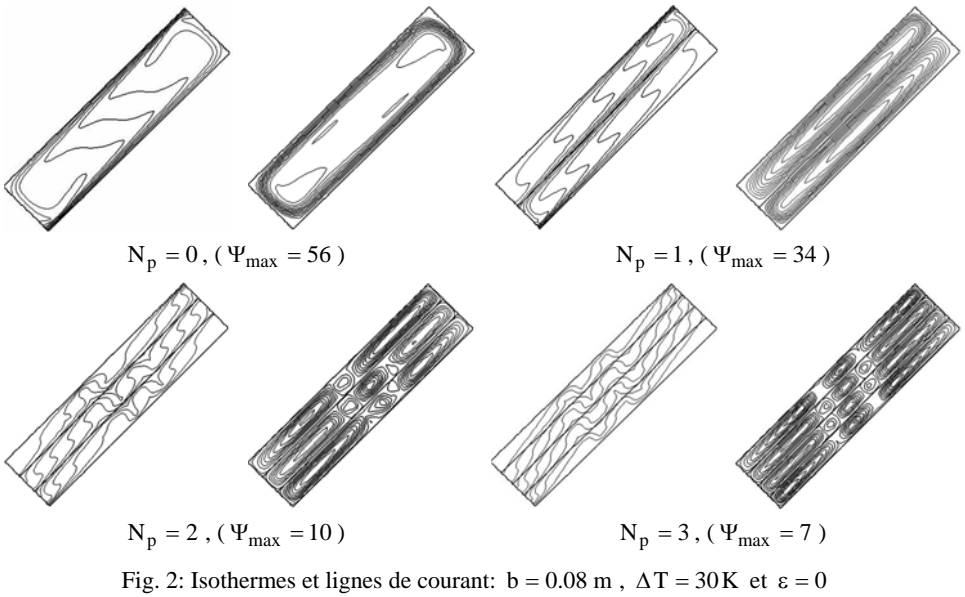 N_p = 0 , ( Ψ_max = 56 )
N_p = 1 , ( Ψ_max = 34 )
N_p = 2 , ( Ψ_max = 10 )
N_p = 3 , ( Ψ_max = 7 )
Fig. 2: Isothermes et lignes de courant: b = 0.08 m , ΔT = 30 K et ε = 0